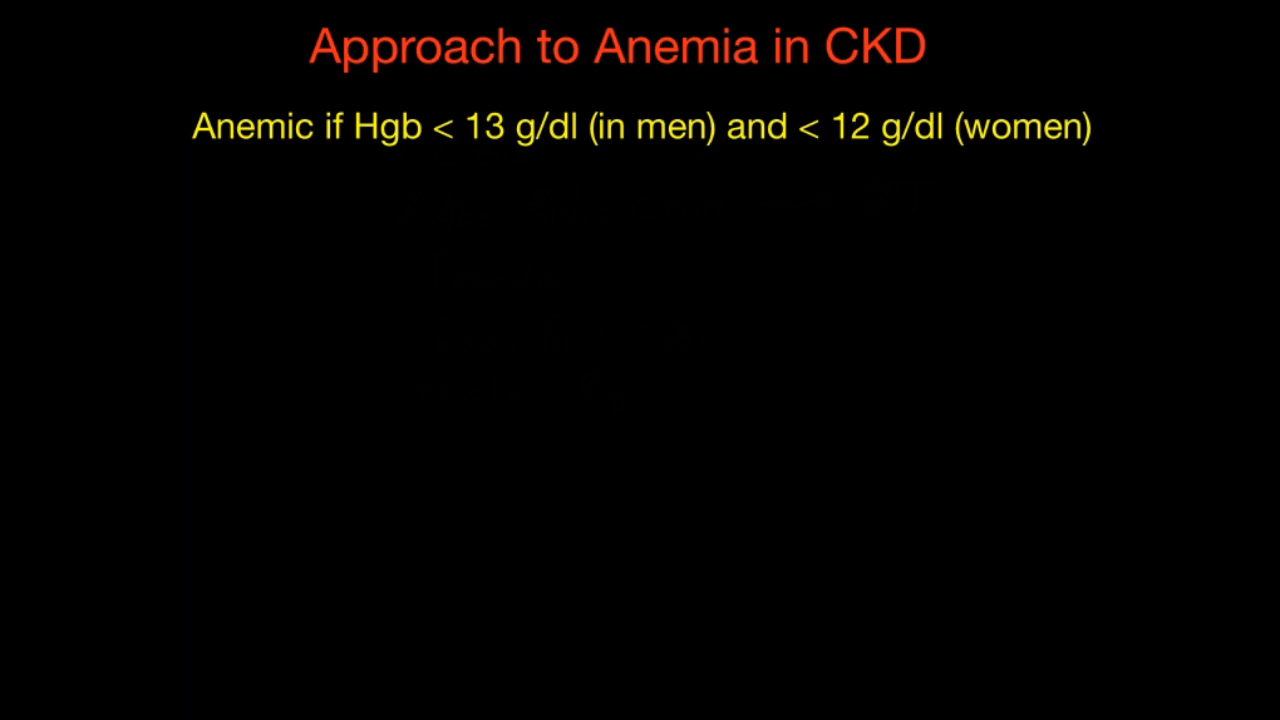 Approach to Anemia in CKD
Anemic if Hgb < 13 g/dl (in men) and < 12 g/dl (women)